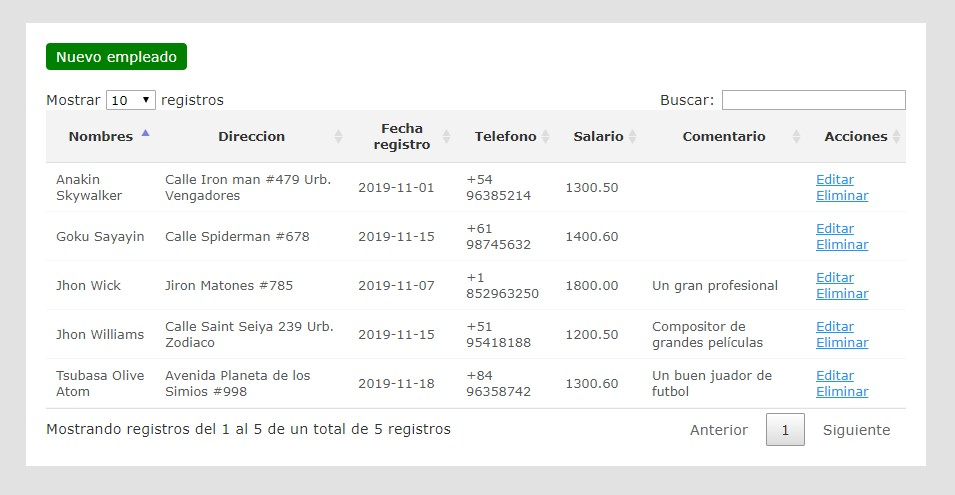 Nuevo empleado
Mostrar 10 registros Buscar:
Nombres Direccion Fecha registro Telefono Salario Comentario Acciones
Anakin Skywalker Calle Iron man #479 Urb. Vengadores 2019-11-01 +54 96385214 1300.50 Editar Eliminar
Goku Sayayin Calle Spiderman #678 2019-11-15 +61 98745632 1400.60 Editar Eliminar
Jhon Wick Jiron Matones #785 2019-11-07 +1 852963250 1800.00 Un gran profesional Editar Eliminar
Jhon Williams Calle Saint Seiya 239 Urb. Zodiaco 2019-11-15 +51 95418188 1200.50 Compositor de grandes películas Editar Eliminar
Tsubasa Olive Atom Avenida Planeta de los Simios #998 2019-11-18 +84 96358742 1300.60 Un buen juador de futbol Editar Eliminar
Mostrando registros del 1 al 5 de un total de 5 registros Anterior 1 Siguiente